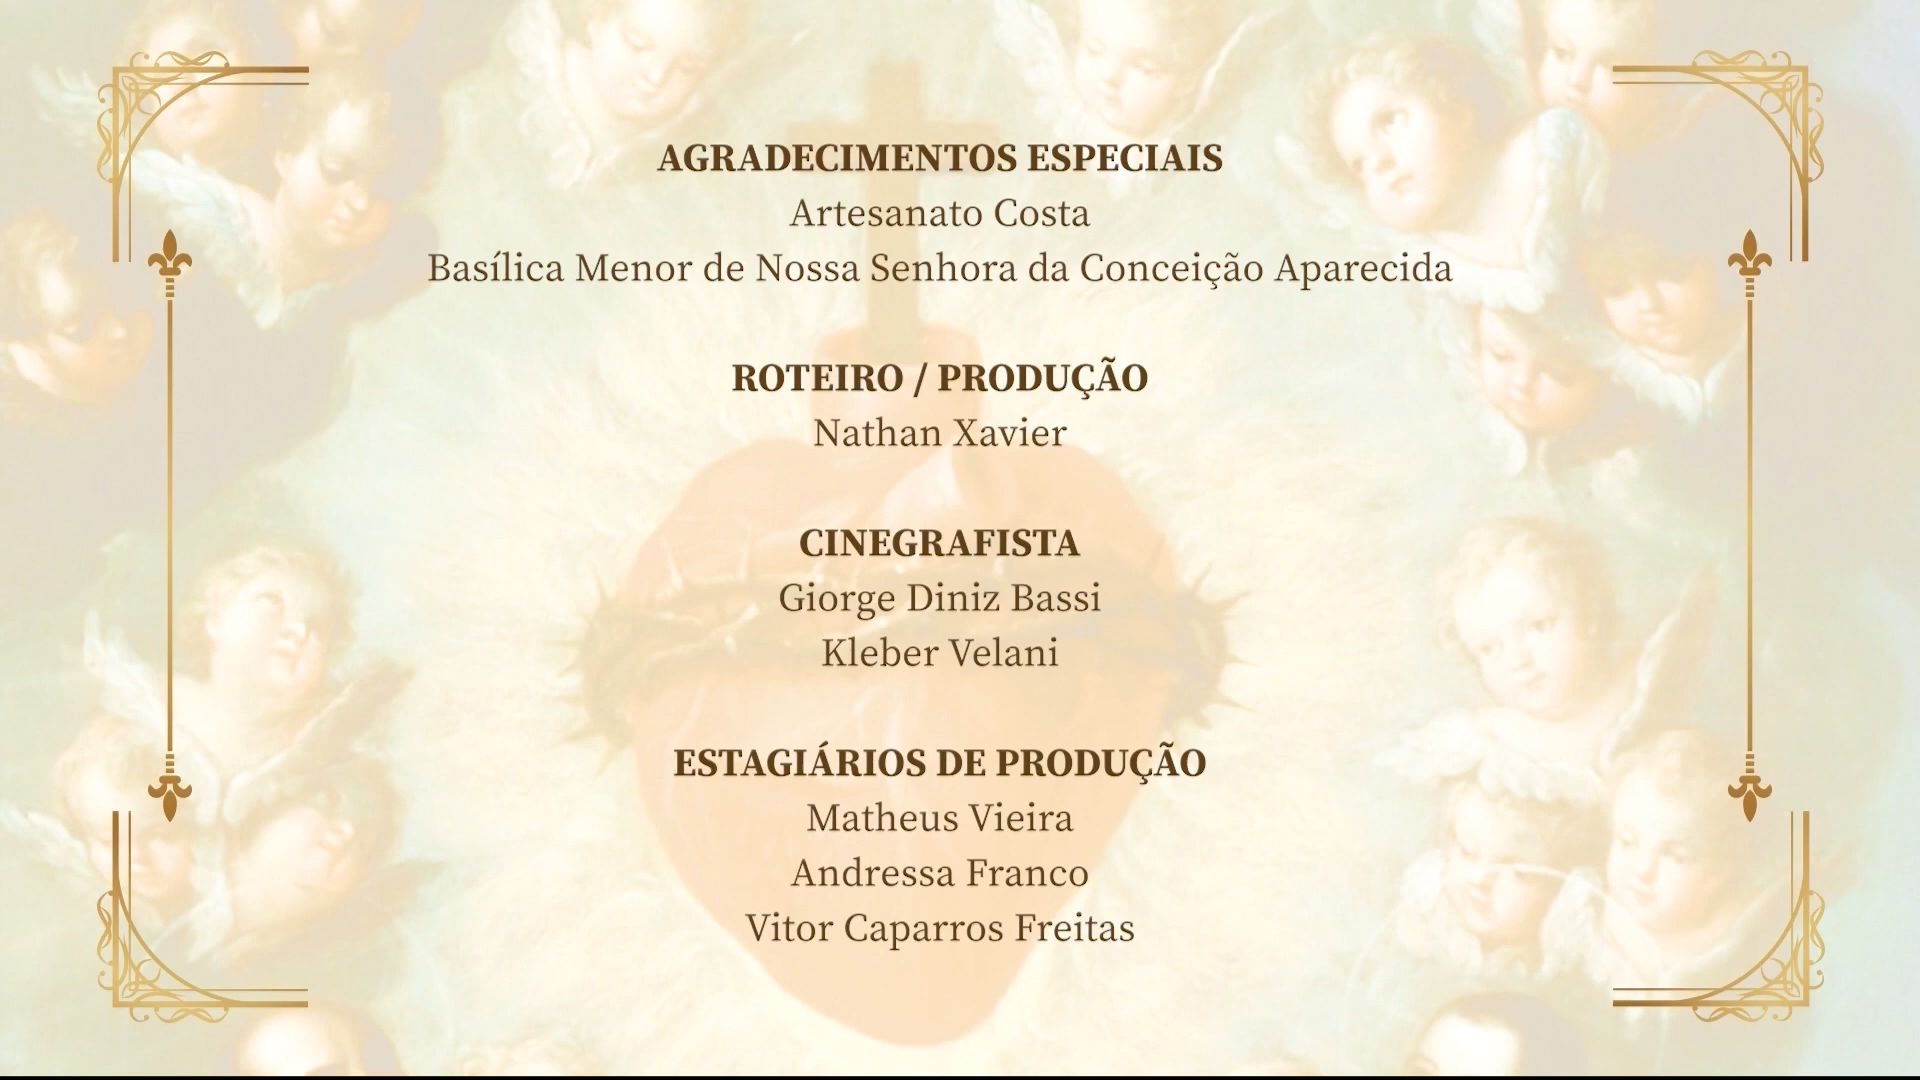 AGRADECIMENTOS ESPECIAIS
Artesanato Costa
Basílica Menor de Nossa Senhora da Conceição Aparecida
ROTEIRO / PRODUÇÃO
Nathan Xavier
CINEGRAFISTA
Giorge Diniz Bassi
Kleber Velani
ESTAGIÁRIOS DE PRODUÇÃO
Matheus Vieira
Andressa Franco
Vitor Caparros Freitas